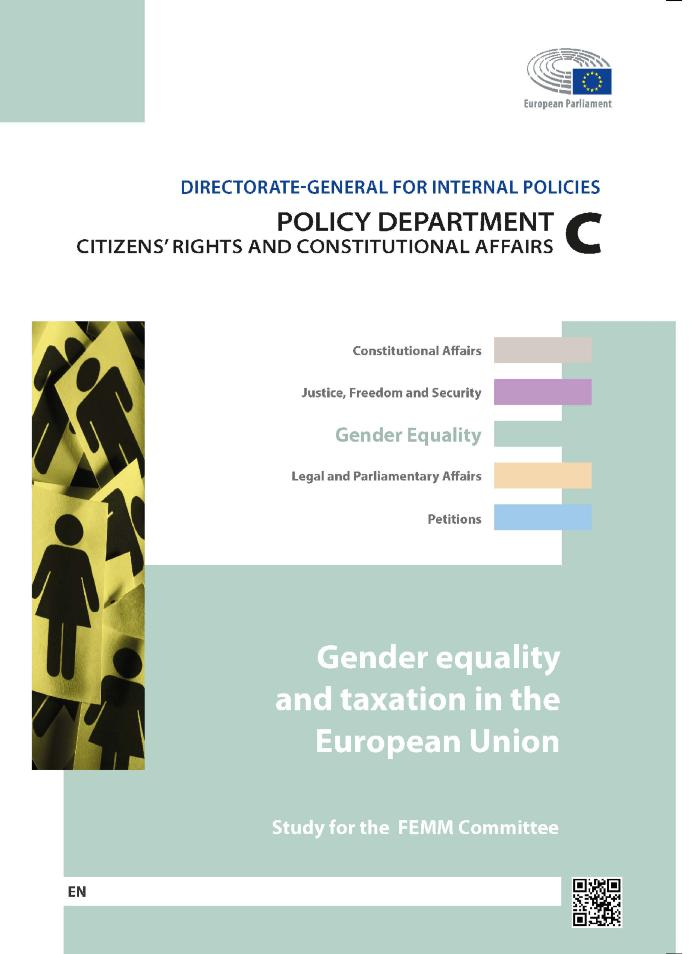 European Parliament
DIRECTORATE-GENERAL FOR INTERNAL POLICIES
POLICY DEPARTMENT
C
CITIZENS' RIGHTS AND CONSTITUTIONAL AFFAIRS
Constitutional Affairs
Justice, Freedom and Security
Gender Equality
Legal and Parliamentary Affairs
Petitions
Gender equality
and taxation in the
European Union
Study for the FEMM Committee
EN